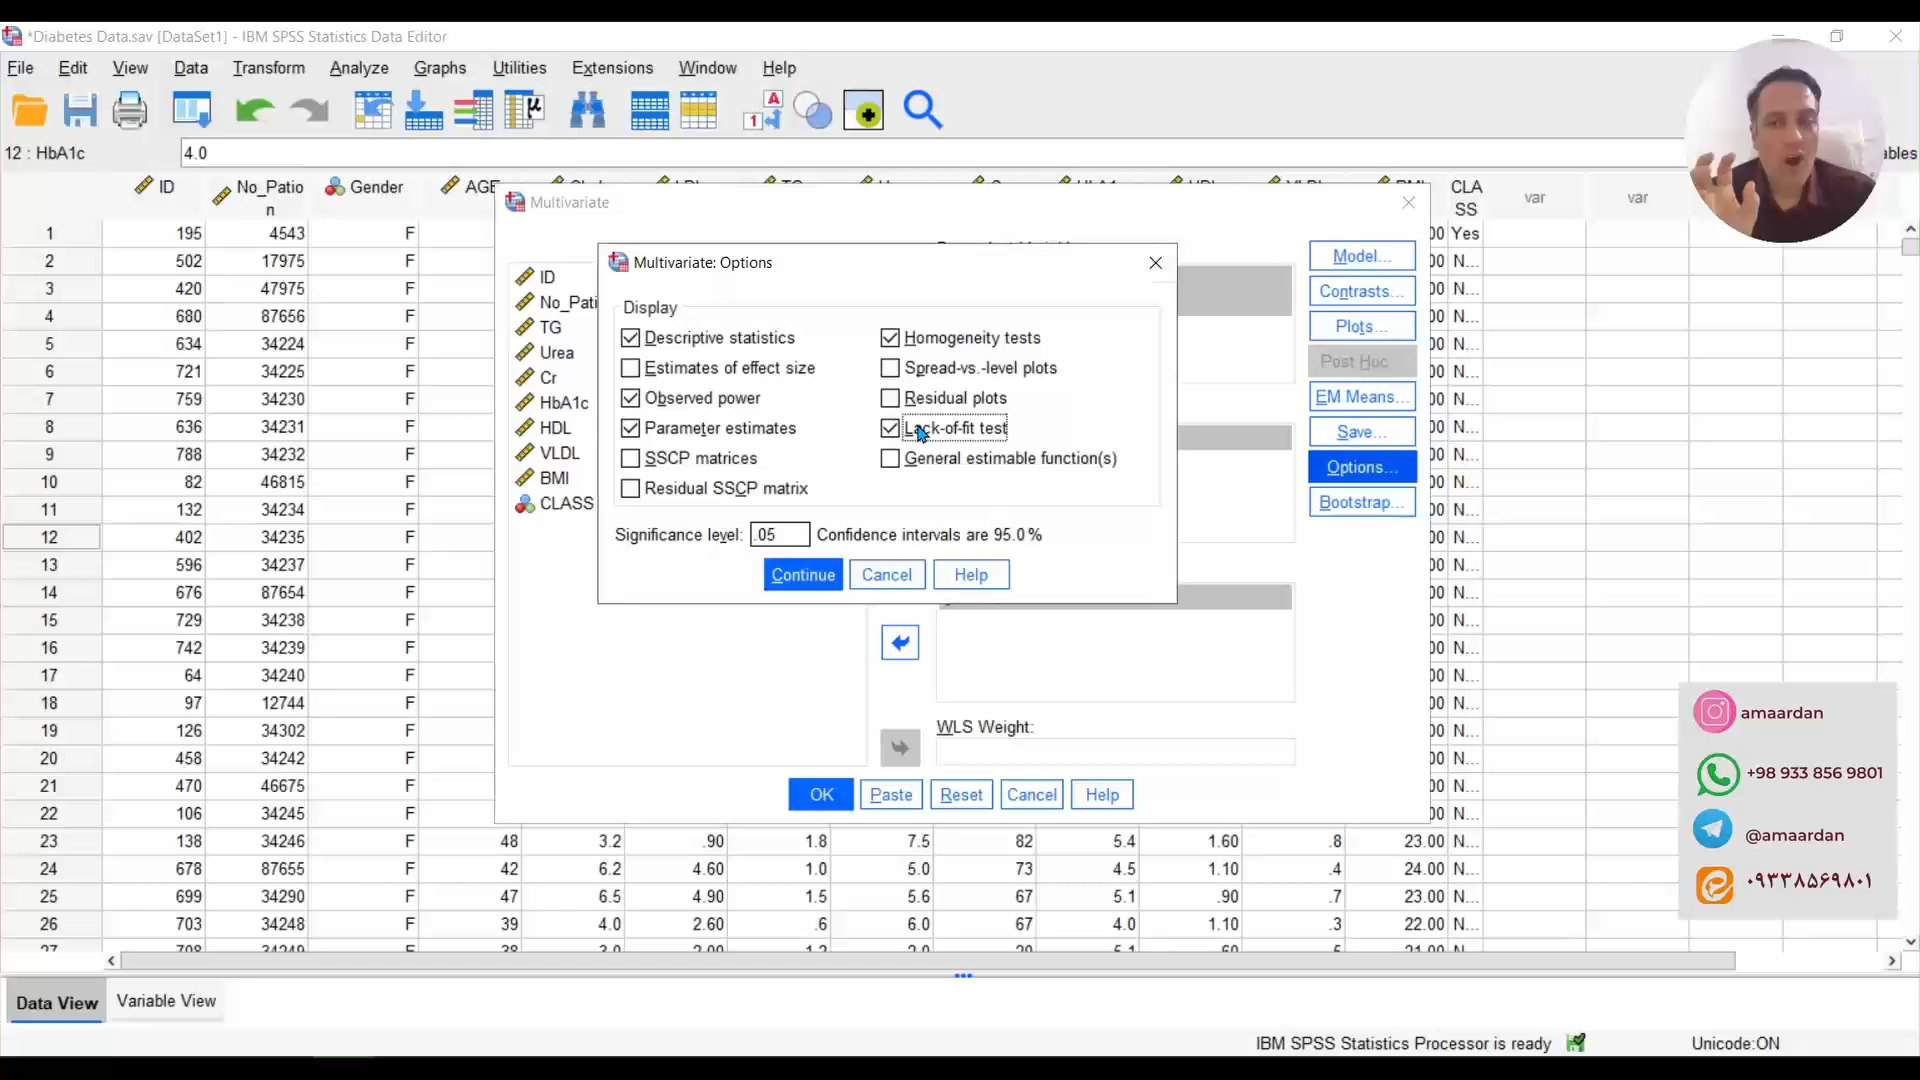 *Diabetes Data.sav [DataSet1] - IBM SPSS Statistics Data Editor
File Edit View Data Transform Analyze Graphs Utilities Extensions Window Help
12 : HbA1c 4.0
ID No_Patio n Gender AGE CLA SS var var
1 195 4543 F Yes
2 502 17975 F N...
3 420 47975 F N...
4 680 87656 F N...
5 634 34224 F N...
6 721 34225 F N...
7 759 34230 F N...
8 636 34231 F N...
9 788 34232 F N...
10 82 46815 F N...
11 132 34234 F N...
12 402 34235 F N...
13 596 34237 F N...
14 676 87654 F N...
15 729 34238 F N...
16 742 34239 F N...
17 64 34240 F N...
18 97 12744 F N...
19 126 34302 F N...
20 458 34242 F N...
21 470 46675 F N...
22 106 34245 F N...
23 138 34246 F 48 3.2 .90 1.8 7.5 82 5.4 1.60 .8 23.00 N...
24 678 87655 F 42 6.2 4.60 1.0 5.0 73 4.5 1.10 .4 24.00 N...
25 699 34290 F 47 6.5 4.90 1.5 5.6 67 5.1 .90 .7 23.00 N...
26 703 34248 F 39 4.0 2.60 .6 6.0 67 4.0 1.10 .3 22.00 N...
Multivariate
ID
No_Pati
TG
Urea
Cr
HbA1c
HDL
VLDL
BMI
CLASS
Model...
Contrasts...
Plots...
Post Hoc...
EM Means...
Save...
Options...
Bootstrap...
WLS Weight:
OK Paste Reset Cancel Help
Multivariate: Options
Display
Descriptive statistics Homogeneity tests
Estimates of effect size Spread-vs.-level plots
Observed power Residual plots
Parameter estimates Lack-of-fit test
SSCP matrices General estimable function(s)
Residual SSCP matrix
Significance level: .05 Confidence intervals are 95.0 %
Continue Cancel Help
amaardan
+98 933 856 9801
@amaardan
۰۹۳۳۸۵۶۹۸۰۱
Data View Variable View
IBM SPSS Statistics Processor is ready Unicode:ON